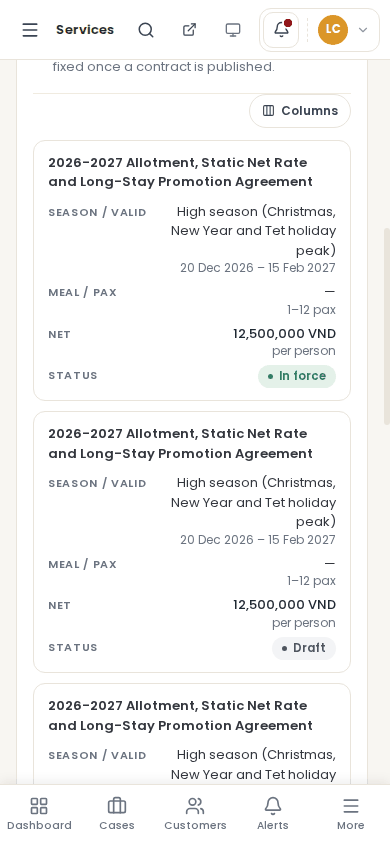 Services
LC
fixed once a contract is published.
Columns
2026-2027 Allotment, Static Net Rate
and Long-Stay Promotion Agreement
SEASON / VALID
High season (Christmas,
New Year and Tet holiday
peak)
20 Dec 2026 – 15 Feb 2027
MEAL / PAX
—
1–12 pax
NET
12,500,000 VND
per person
STATUS
In force
2026-2027 Allotment, Static Net Rate
and Long-Stay Promotion Agreement
SEASON / VALID
High season (Christmas,
New Year and Tet holiday
peak)
20 Dec 2026 – 15 Feb 2027
MEAL / PAX
—
1–12 pax
NET
12,500,000 VND
per person
STATUS
Draft
2026-2027 Allotment, Static Net Rate
and Long-Stay Promotion Agreement
SEASON / VALID
High season (Christmas,
New Year and Tet holiday
Dashboard
Cases
Customers
Alerts
More